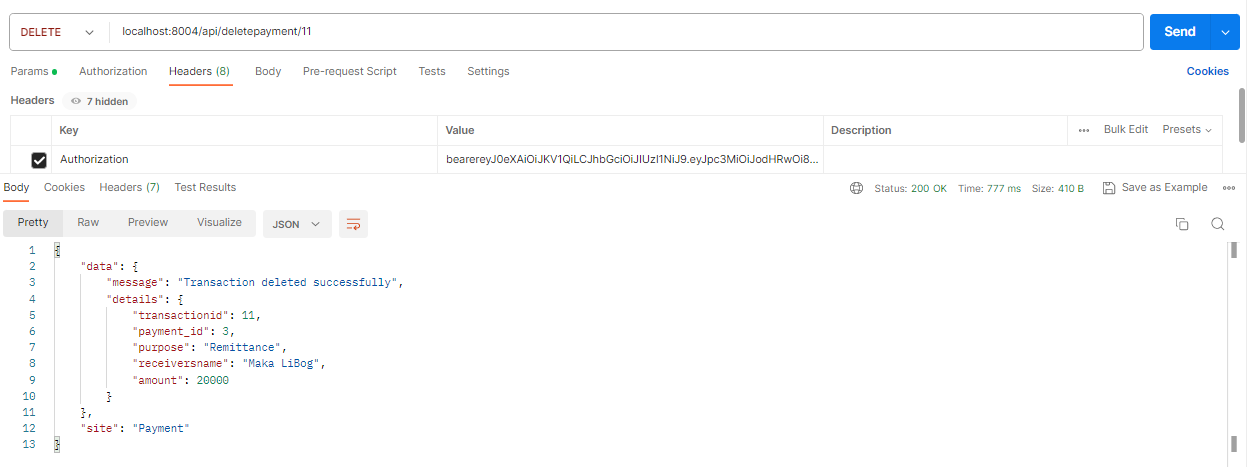 DELETE localhost:8004/api/deletepayment/11 Send
Params Authorization Headers (8) Body Pre-request Script Tests Settings Cookies
Headers 7 hidden
Key Value Description ••• Bulk Edit Presets
Authorization bearereyJ0eXAiOiJKV1QiLCJhbGciOiJIUzI1NiJ9.eyJpc3MiOiJodHRwOi8...
Body Cookies Headers (7) Test Results Status: 200 OK Time: 777 ms Size: 410 B Save as Example •••
Pretty Raw Preview Visualize JSON
1 {
2 "data": {
3 "message": "Transaction deleted successfully",
4 "details": {
5 "transactionid": 11,
6 "payment_id": 3,
7 "purpose": "Remittance",
8 "receiversname": "Maka LiBog",
9 "amount": 20000
10 }
11 },
12 "site": "Payment"
13 }